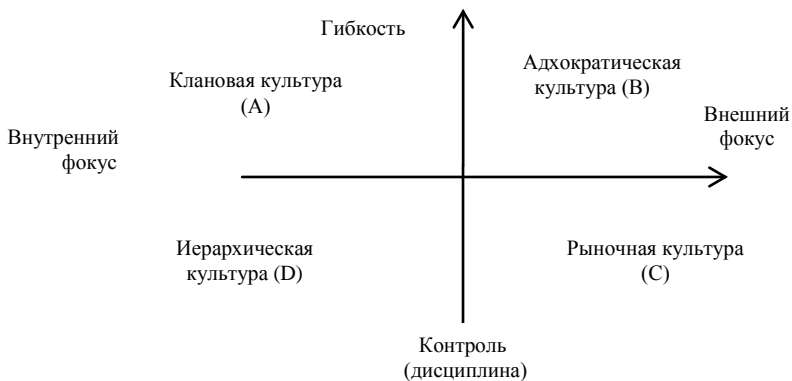 Гибкость
Клановая культура
(A)
Адхократическая
культура (B)
Внутренний
фокус
Внешний
фокус
Иерархическая
культура (D)
Рыночная культура
(C)
Контроль
(дисциплина)